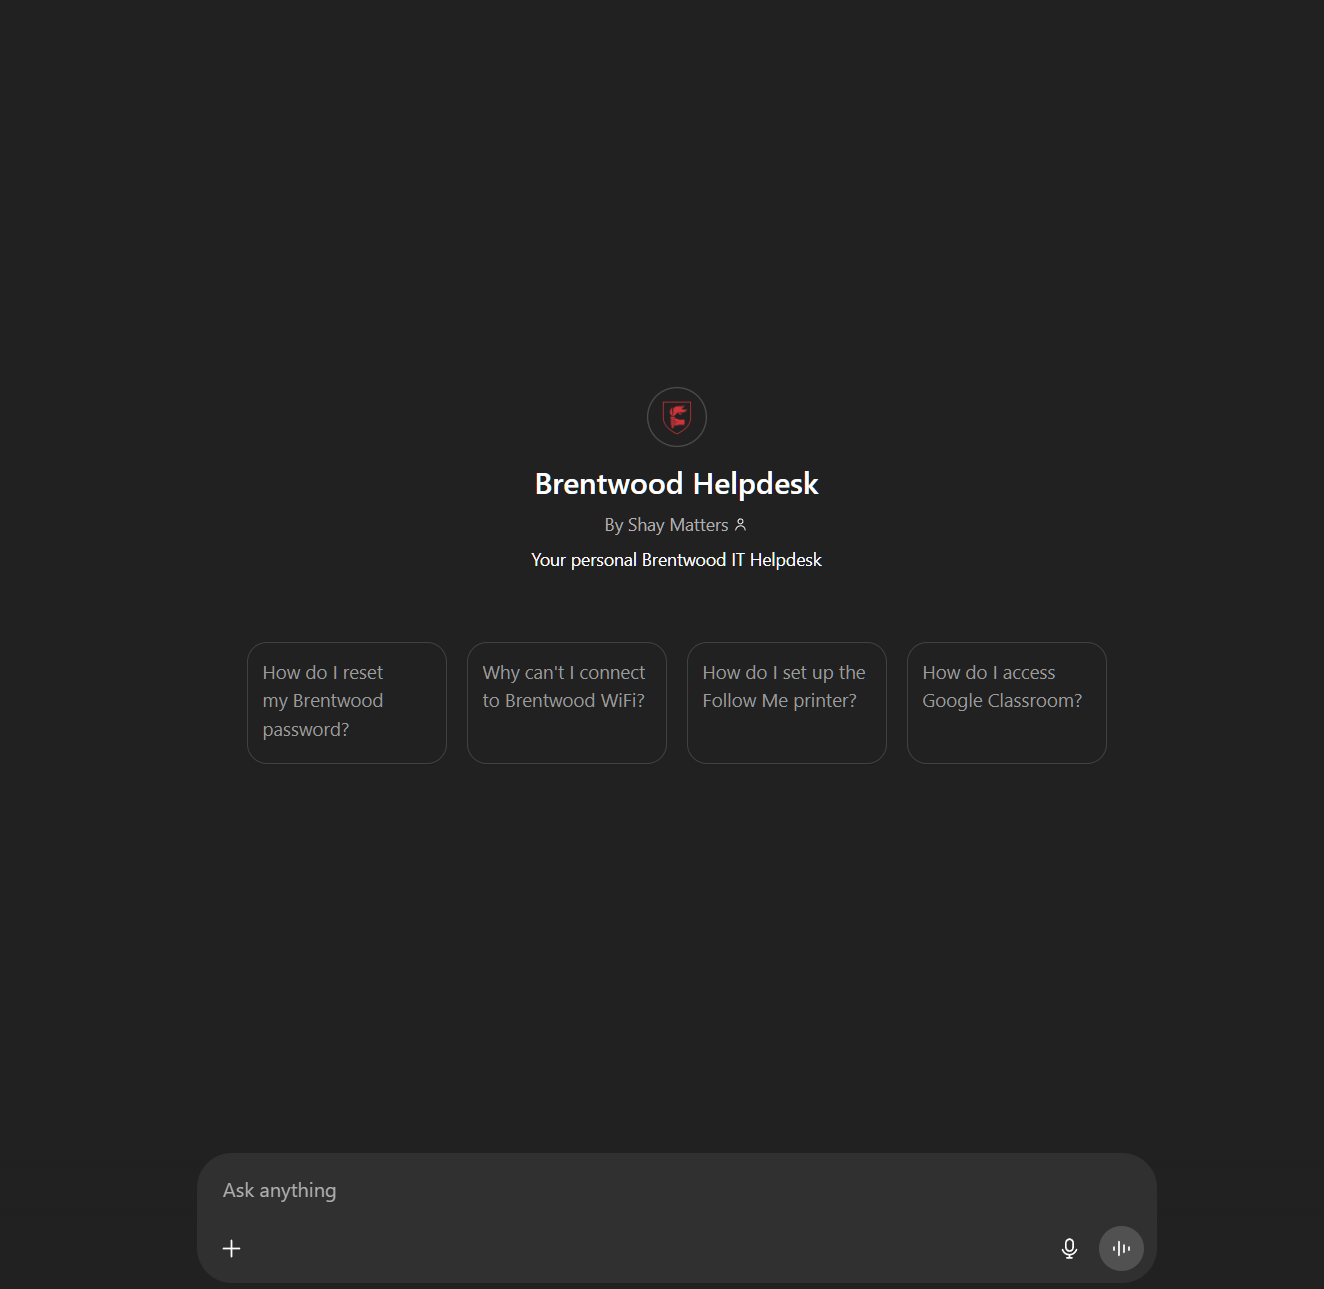 Brentwood Helpdesk
By Shay Matters
Your personal Brentwood IT Helpdesk
How do I reset
my Brentwood
password?
Why can't I connect
to Brentwood WiFi?
How do I set up the
Follow Me printer?
How do I access
Google Classroom?
Ask anything